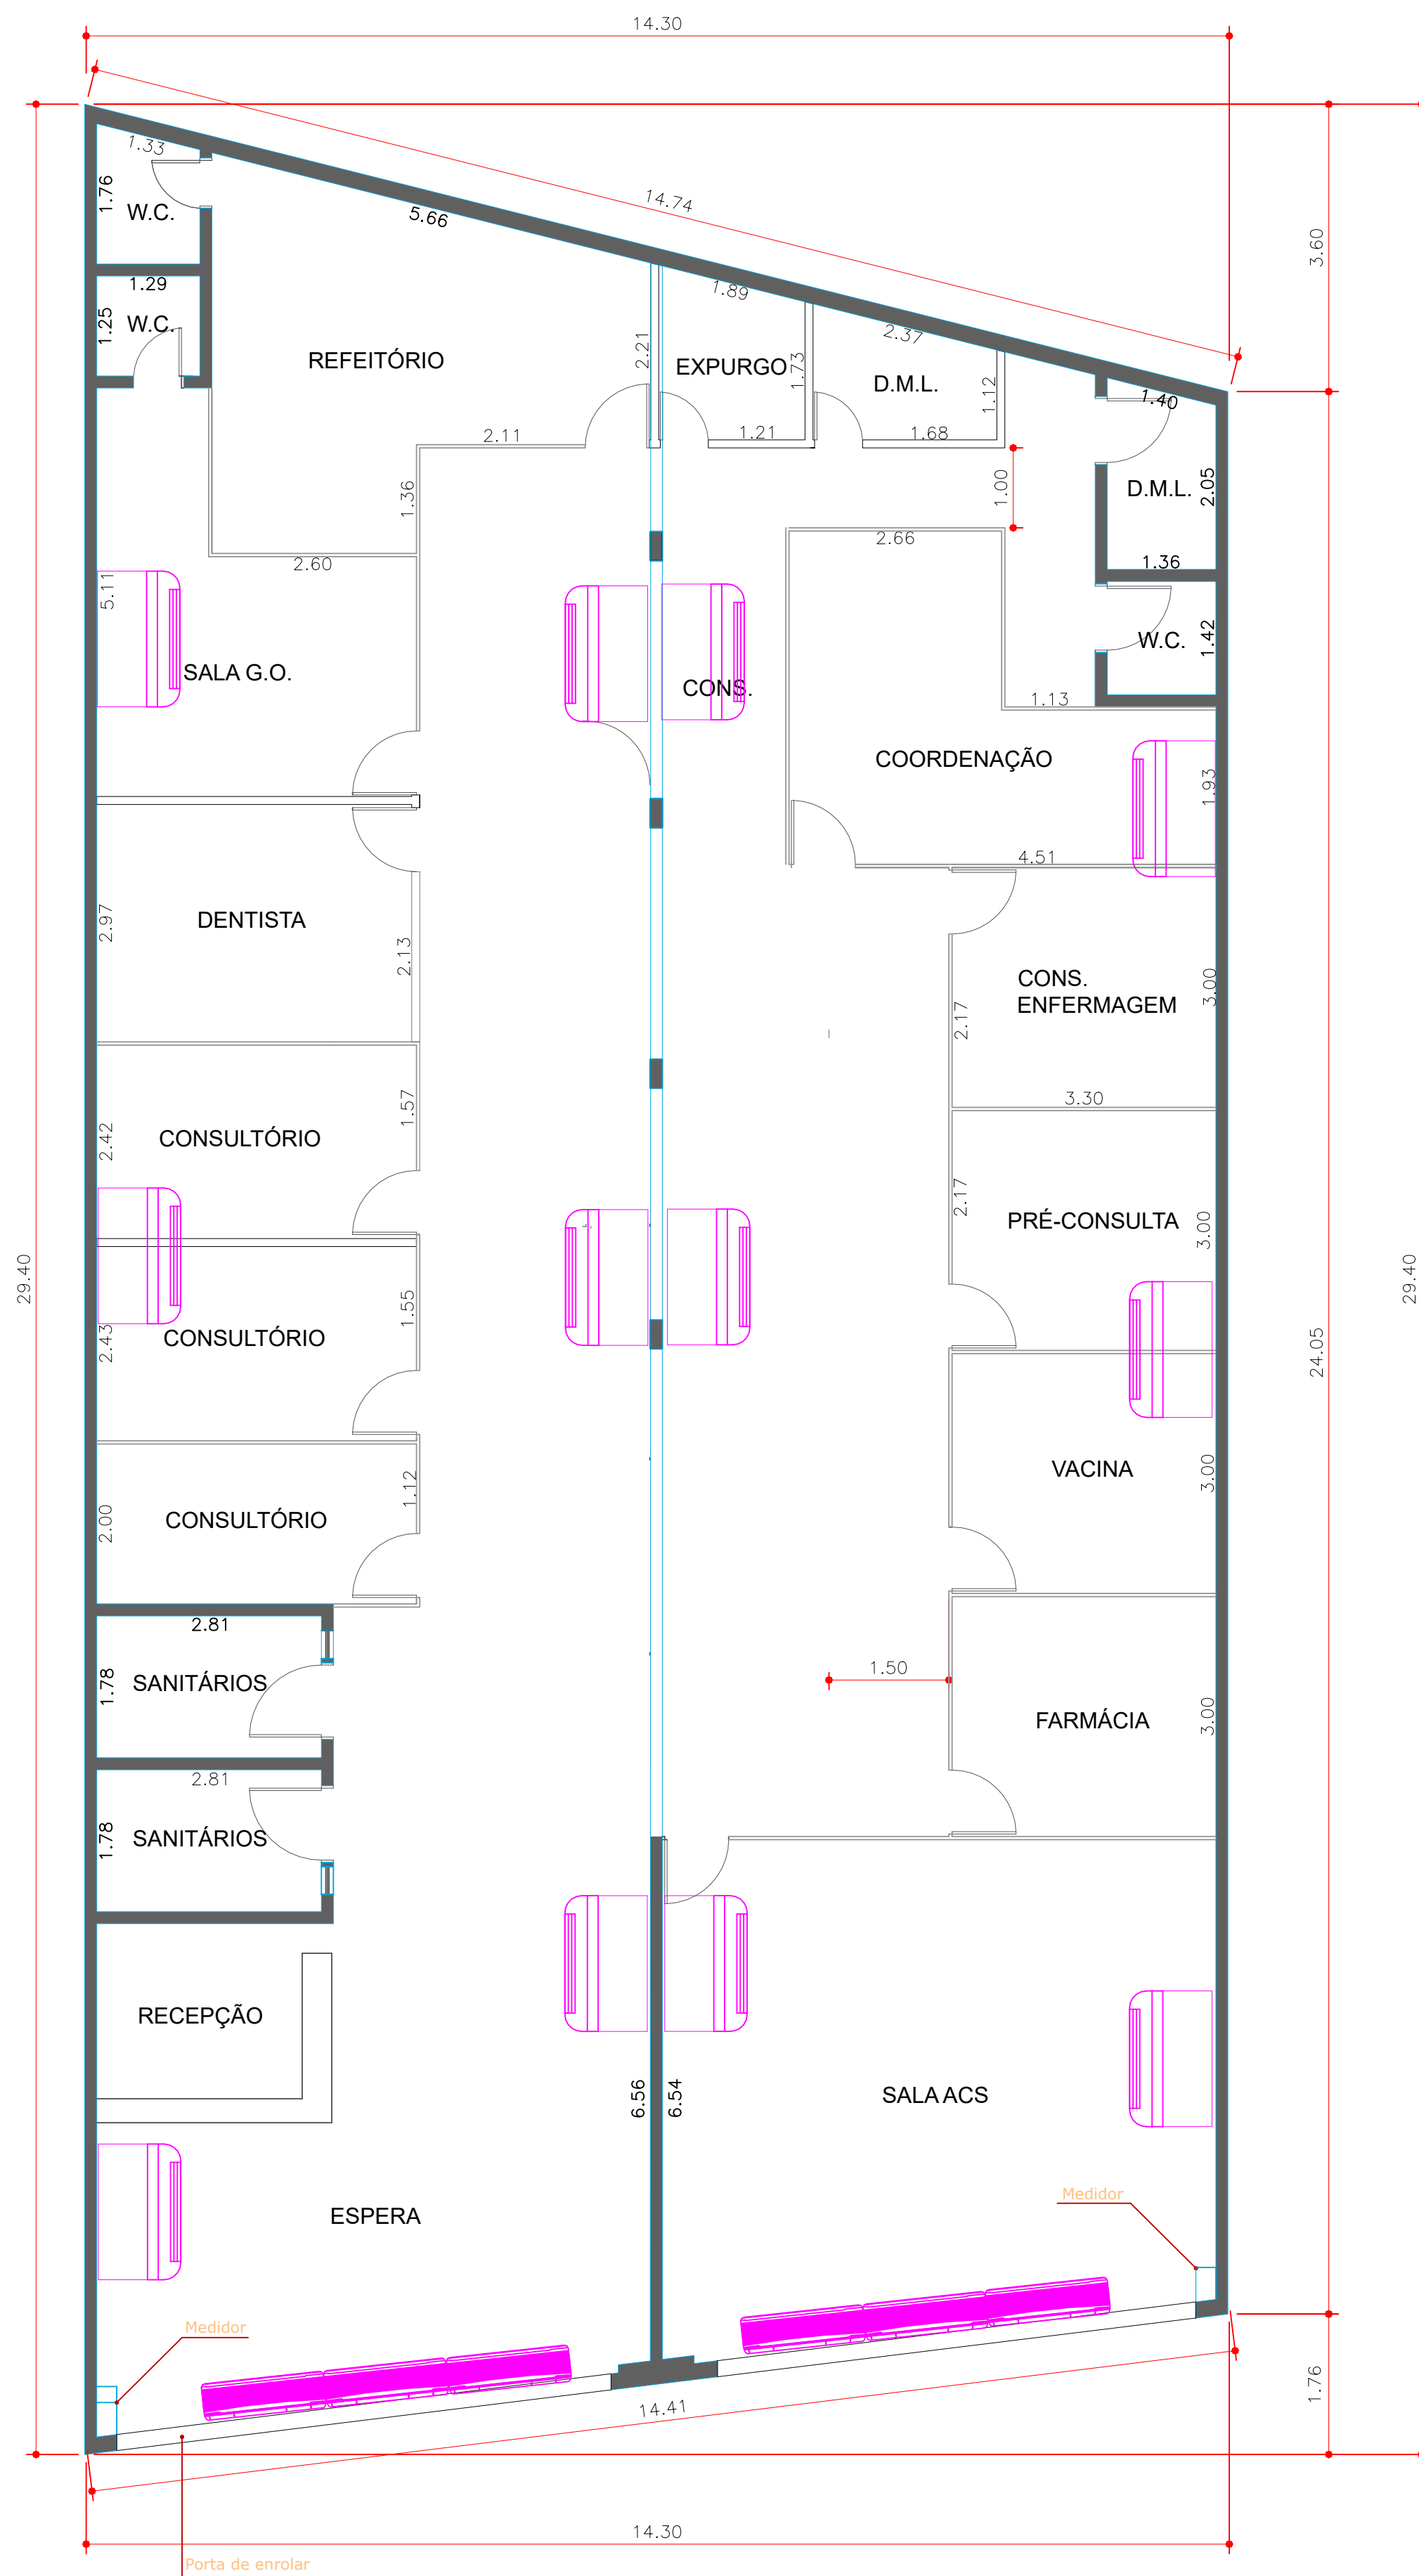 14.30
14.74
1.33
1.76
W.C.
5.66
3.60
1.29
1.25
W.C.
1.89
2.37
2.21
REFEITÓRIO
EXPURGO
1.73
D.M.L.
1.12
1.40
2.11
1.21
1.68
1.36
1.00
D.M.L.
2.05
2.60
2.66
1.36
5.11
W.C.
1.42
SALA G.O.
CONS.
1.13
COORDENAÇÃO
1.93
4.51
2.97
DENTISTA
2.13
CONS.
ENFERMAGEM
3.00
2.17
3.30
2.42
CONSULTÓRIO
1.57
2.17
PRÉ-CONSULTA
3.00
29.40
29.40
2.43
CONSULTÓRIO
1.55
24.05
VACINA
3.00
2.00
CONSULTÓRIO
1.12
2.81
1.78
SANITÁRIOS
1.50
FARMÁCIA
3.00
2.81
1.78
SANITÁRIOS
RECEPÇÃO
6.56
6.54
SALA ACS
Medidor
ESPERA
Medidor
1.76
14.41
14.30
Porta de enrolar